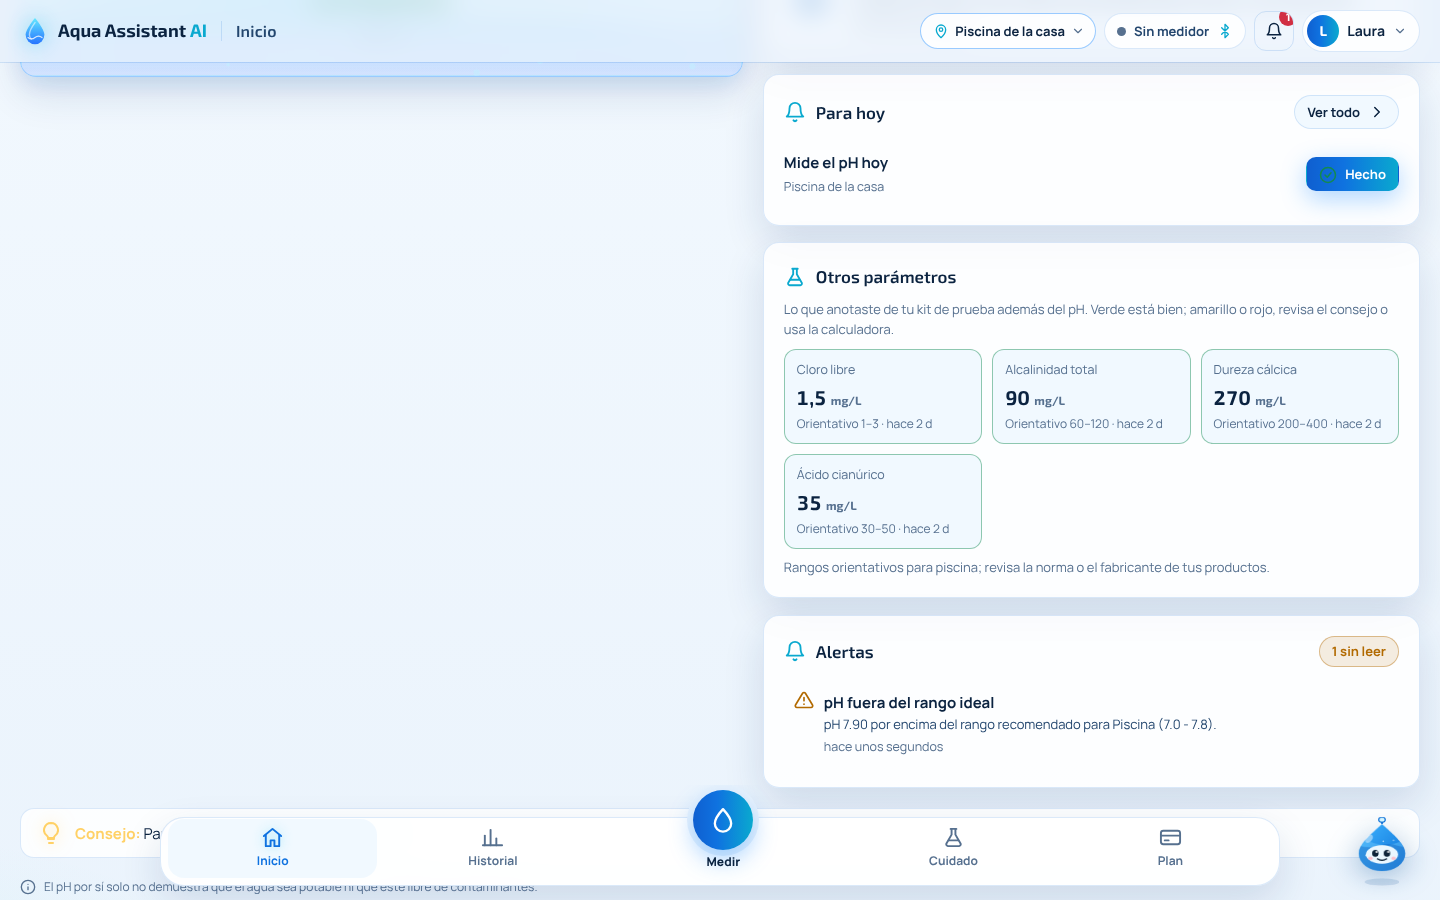 Aqua Assistant AI
Inicio
Piscina de la casa
Sin medidor
1
L
Laura
Para hoy
Ver todo
Mide el pH hoy
Piscina de la casa
Hecho
Otros parámetros
Lo que anotaste de tu kit de prueba además del pH. Verde está bien; amarillo o rojo, revisa el consejo o
usa la calculadora.
Cloro libre
1,5 mg/L
Orientativo 1–3 · hace 2 d
Alcalinidad total
90 mg/L
Orientativo 60–120 · hace 2 d
Dureza cálcica
270 mg/L
Orientativo 200–400 · hace 2 d
Ácido cianúrico
35 mg/L
Orientativo 30–50 · hace 2 d
Rangos orientativos para piscina; revisa la norma o el fabricante de tus productos.
Alertas
1 sin leer
pH fuera del rango ideal
pH 7.90 por encima del rango recomendado para Piscina (7.0 - 7.8).
hace unos segundos
Consejo: Pa
Inicio
Historial
Medir
Cuidado
Plan
El pH por sí solo no demuestra que el agua sea potable ni que esté libre de contaminantes.